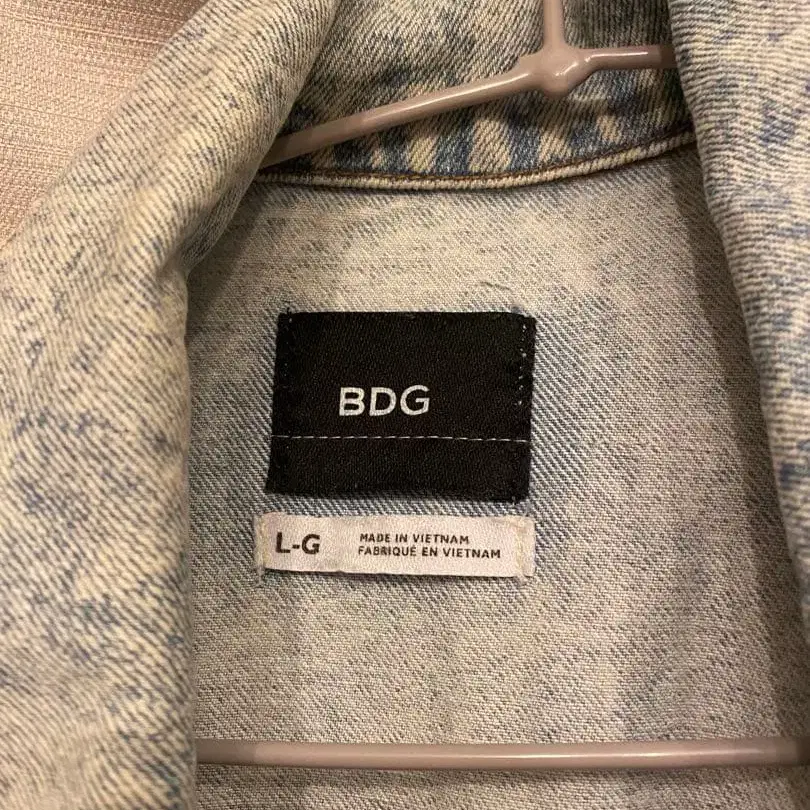 BDG
L-G
MADE IN VIETNAM
FABRIQUÉ EN VIETNAM